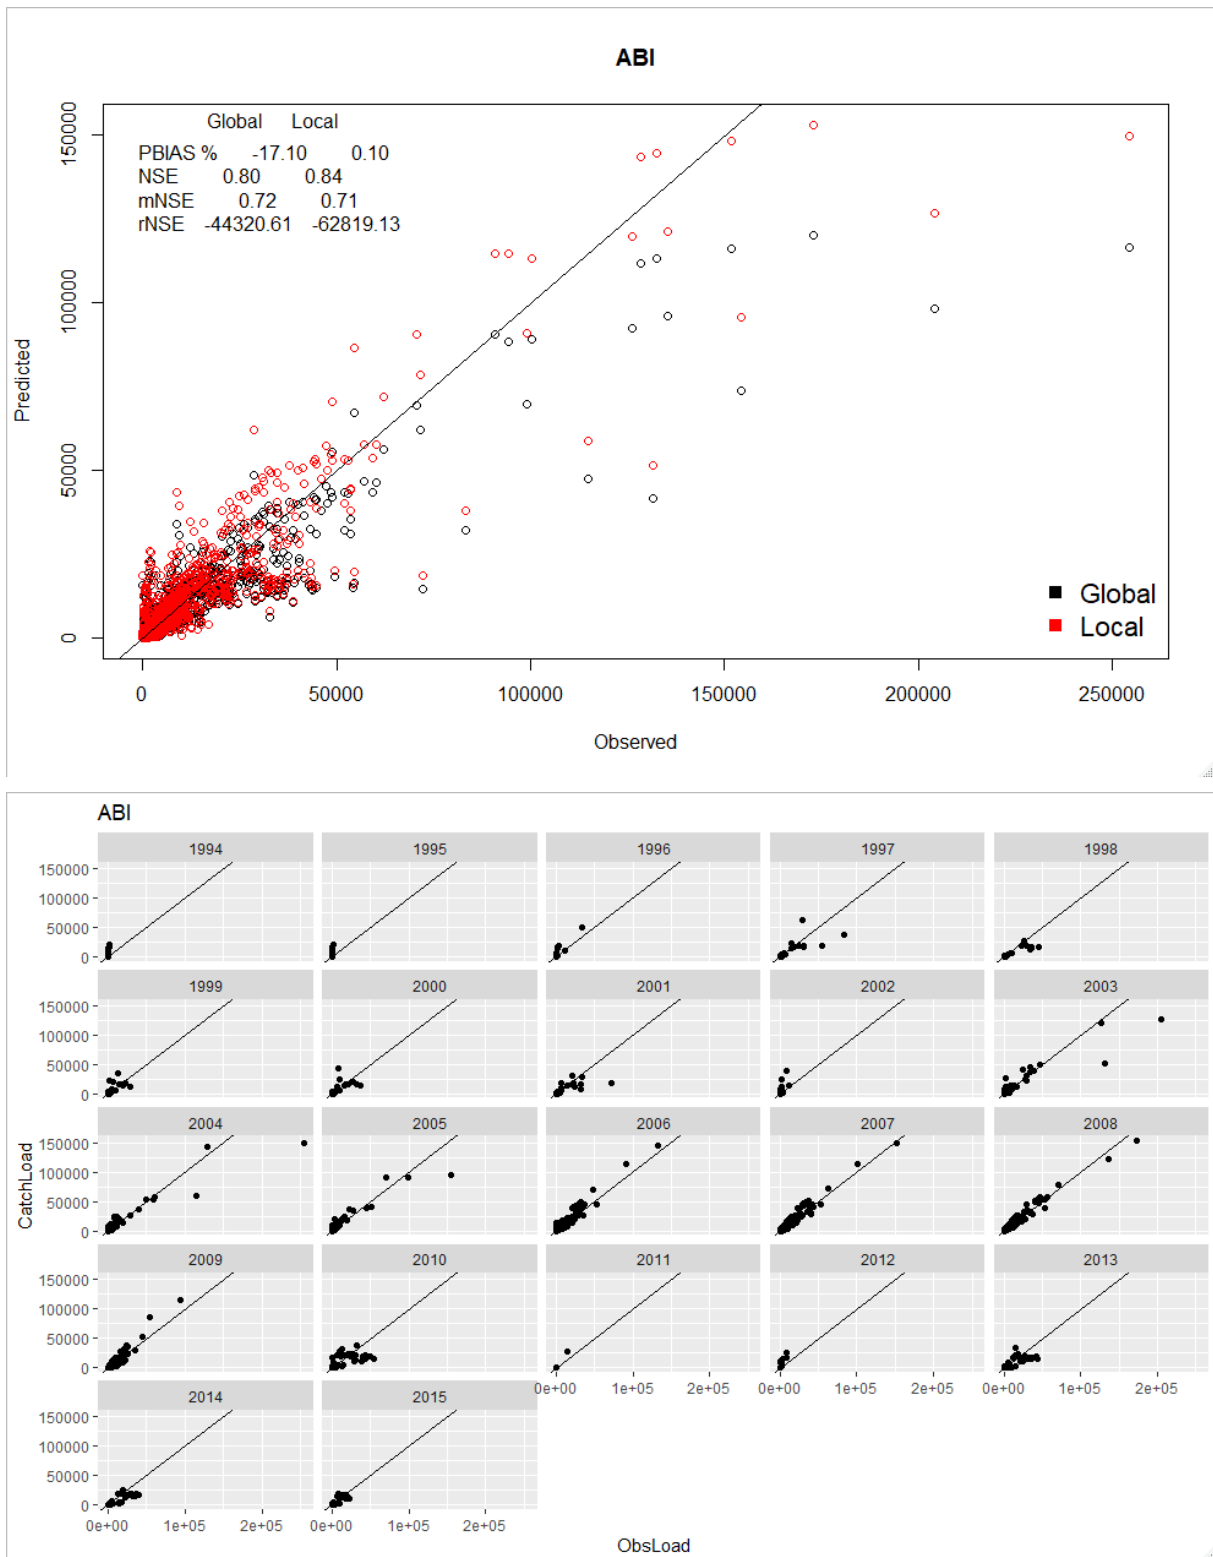 ABI
Global Local
PBIAS % -17.10 0.10
NSE 0.80 0.84
mNSE 0.72 0.71
rNSE -44320.61 -62819.13
150000
100000
50000
0
Predicted
Global
Local
0 50000 100000 150000 200000 250000
Observed
ABI
1994 1995 1996 1997 1998
150000
100000
50000
0
1999 2000 2001 2002 2003
150000
100000
50000
0
2004 2005 2006 2007 2008
150000
100000
50000
0
CatchLoad
2009 2010 2011 2012 2013
150000
100000
50000
0
0e+00 1e+05 2e+05 0e+00 1e+05 2e+05 0e+00 1e+05 2e+05
2014 2015
150000
100000
50000
0
0e+00 1e+05 2e+05 0e+00 1e+05 2e+05
ObsLoad